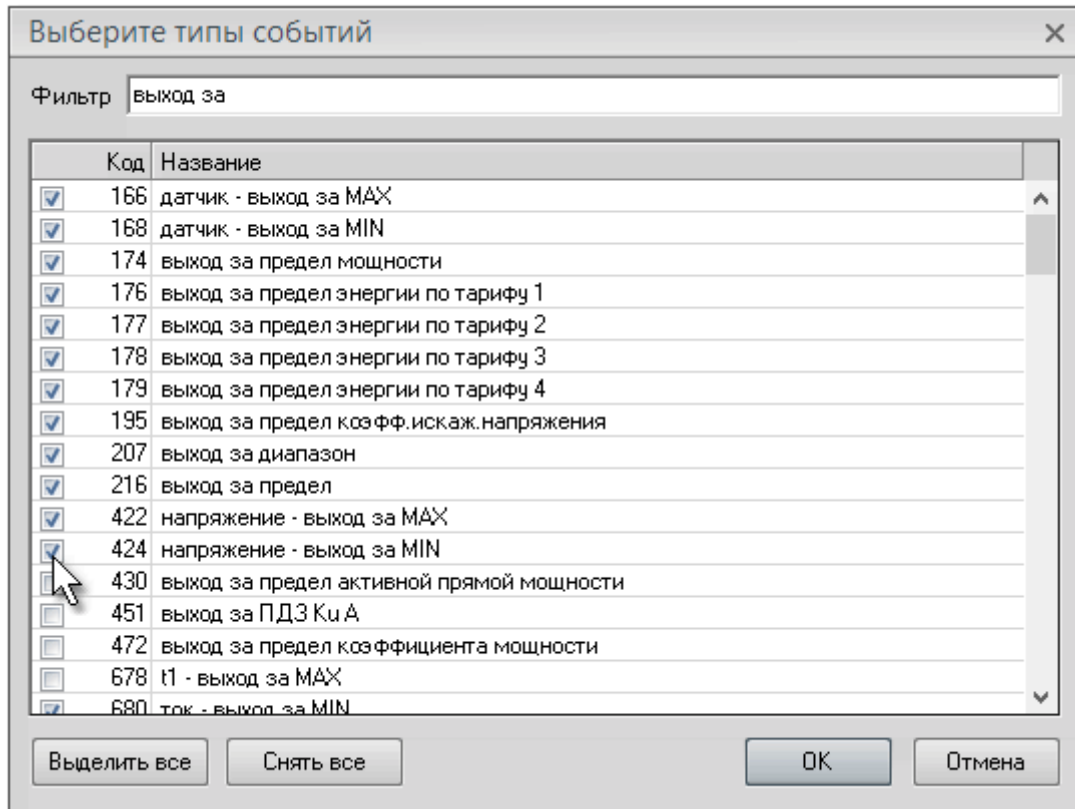 Выберите типы событий
Фильтр выход за
Код Название
166 датчик - выход за MAX
168 датчик - выход за MIN
174 выход за предел мощности
176 выход за предел энергии по тарифу 1
177 выход за предел энергии по тарифу 2
178 выход за предел энергии по тарифу 3
179 выход за предел энергии по тарифу 4
195 выход за предел коэфф.искаж.напряжения
207 выход за диапазон
216 выход за предел
422 напряжение - выход за MAX
424 напряжение - выход за MIN
430 выход за предел активной прямой мощности
451 выход за ПДЗ Ku A
472 выход за предел коэффициента мощности
678 t1 - выход за MAX
680 ток - выход за MIN
Выделить все Снять все OK Отмена